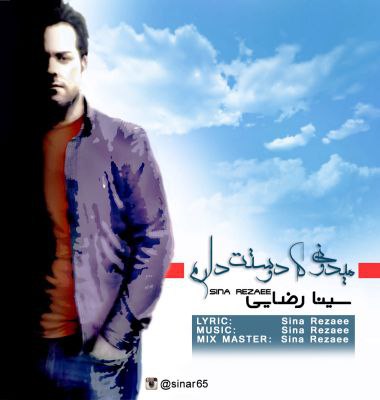 میدونی که دوستت دارم
SINA REZAEE سینا رضایی
LYRIC: Sina Rezaee
MUSIC: Sina Rezaee
MIX MASTER: Sina Rezaee
@sinar65